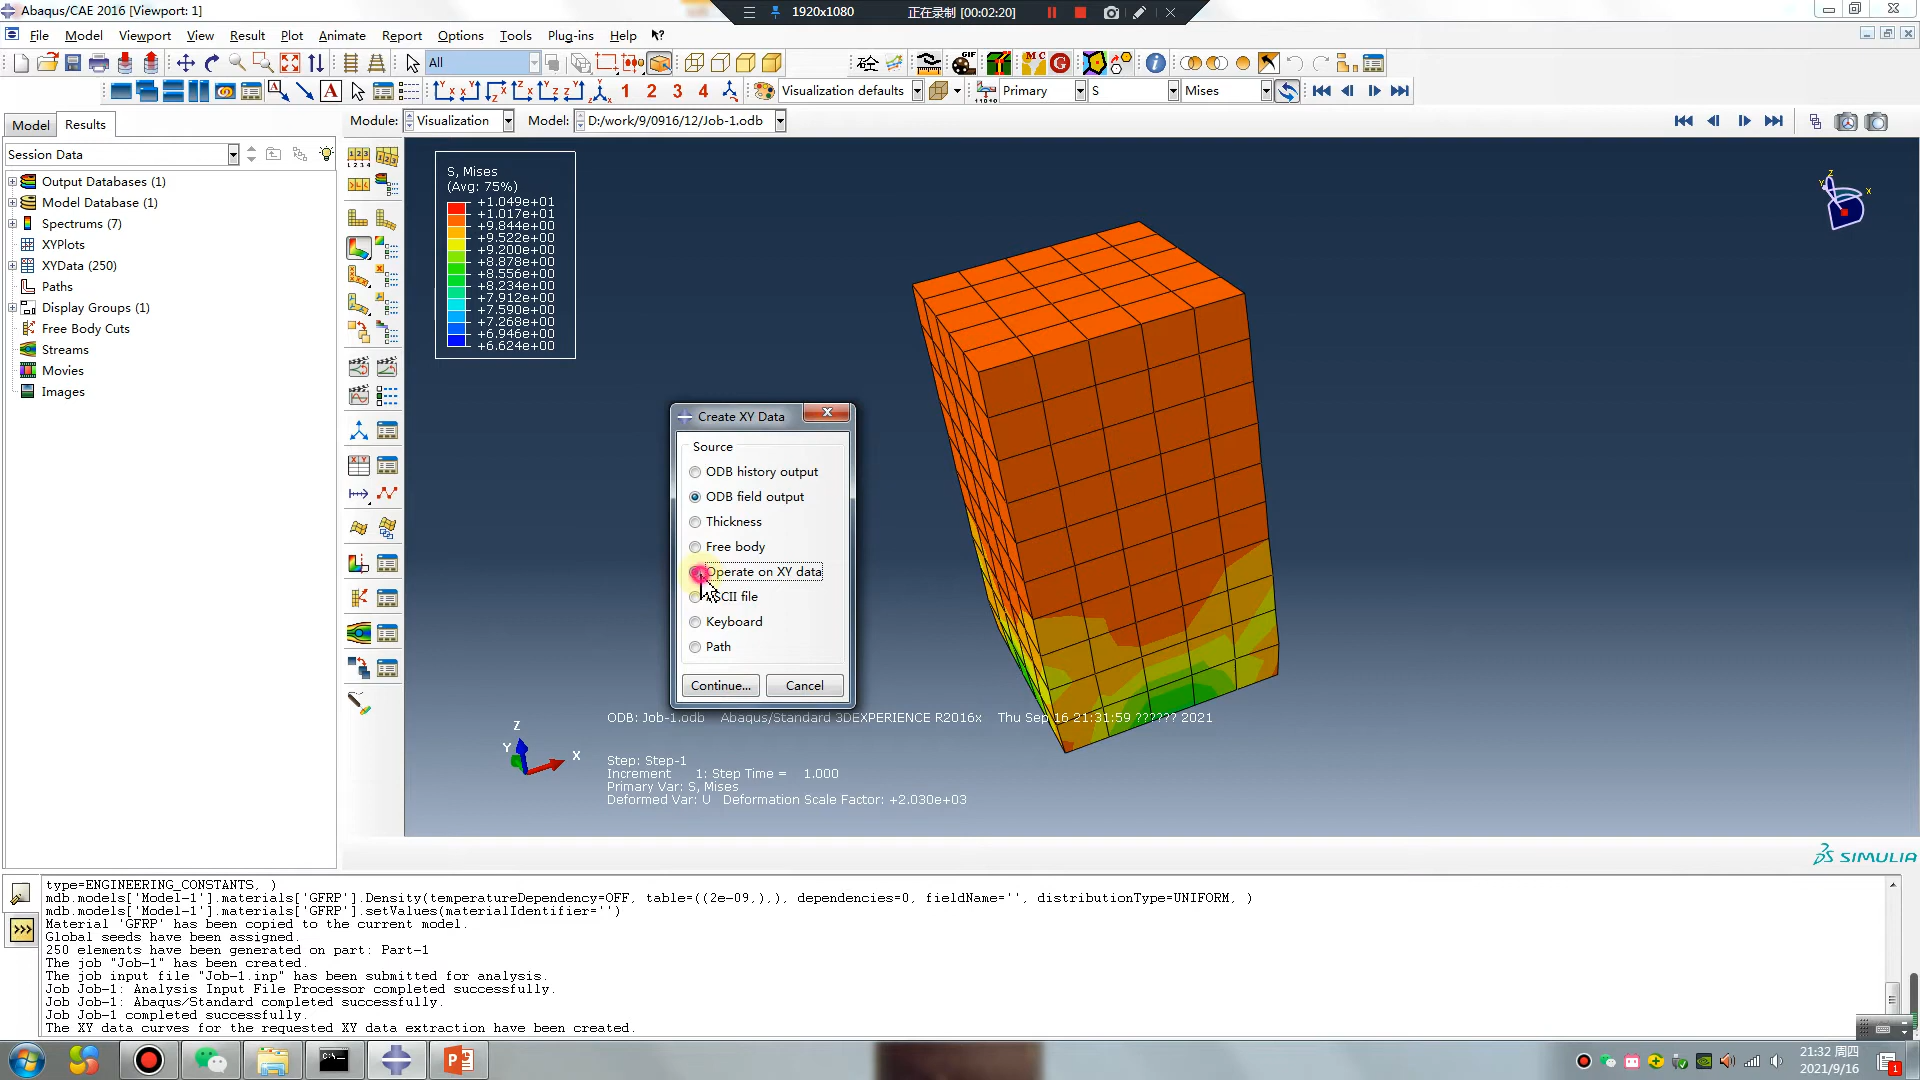 Abaqus/CAE 2016 [Viewport: 1]
1920x1080
正在录制 [00:02:20]
File Model Viewport View Result Plot Animate Report Options Tools Plug-ins Help
All
砼
GIF
MC
G
1 2 3 4
Visualization defaults
Primary
S
Mises
Model Results
Module: Visualization Model: D:/work/9/0916/12/Job-1.odb
Session Data
Output Databases (1)
Model Database (1)
Spectrums (7)
XYPlots
XYData (250)
Paths
Display Groups (1)
Free Body Cuts
Streams
Movies
Images
S, Mises
(Avg: 75%)
+1.049e+01
+1.017e+01
+9.844e+00
+9.522e+00
+9.200e+00
+8.878e+00
+8.556e+00
+8.234e+00
+7.912e+00
+7.590e+00
+7.268e+00
+6.946e+00
+6.624e+00
Z
X
Create XY Data
Source
ODB history output
ODB field output
Thickness
Free body
Operate on XY data
SCII file
Keyboard
Path
Continue... Cancel
ODB: Job-1.odb Abaqus/Standard 3DEXPERIENCE R2016x Thu Sep 16 21:31:59 ?????? 2021
Z
Y
X
Step: Step-1
Increment 1: Step Time = 1.000
Primary Var: S, Mises
Deformed Var: U Deformation Scale Factor: +2.030e+03
SIMULIA
type=ENGINEERING_CONSTANTS, )
mdb.models['Model-1'].materials['GFRP'].Density(temperatureDependency=OFF, table=((2e-09,),), dependencies=0, fieldName='', distributionType=UNIFORM, )
mdb.models['Model-1'].materials['GFRP'].setValues(materialIdentifier='')
Material 'GFRP' has been copied to the current model.
Global seeds have been assigned.
250 elements have been generated on part: Part-1
The job "Job-1" has been created.
The job input file "Job-1.inp" has been submitted for analysis.
Job Job-1: Analysis Input File Processor completed successfully.
Job Job-1: Abaqus/Standard completed successfully.
Job Job-1 completed successfully.
The XY data curves for the requested XY data extraction have been created.
>>>
21:32 周四
2021/9/16
1